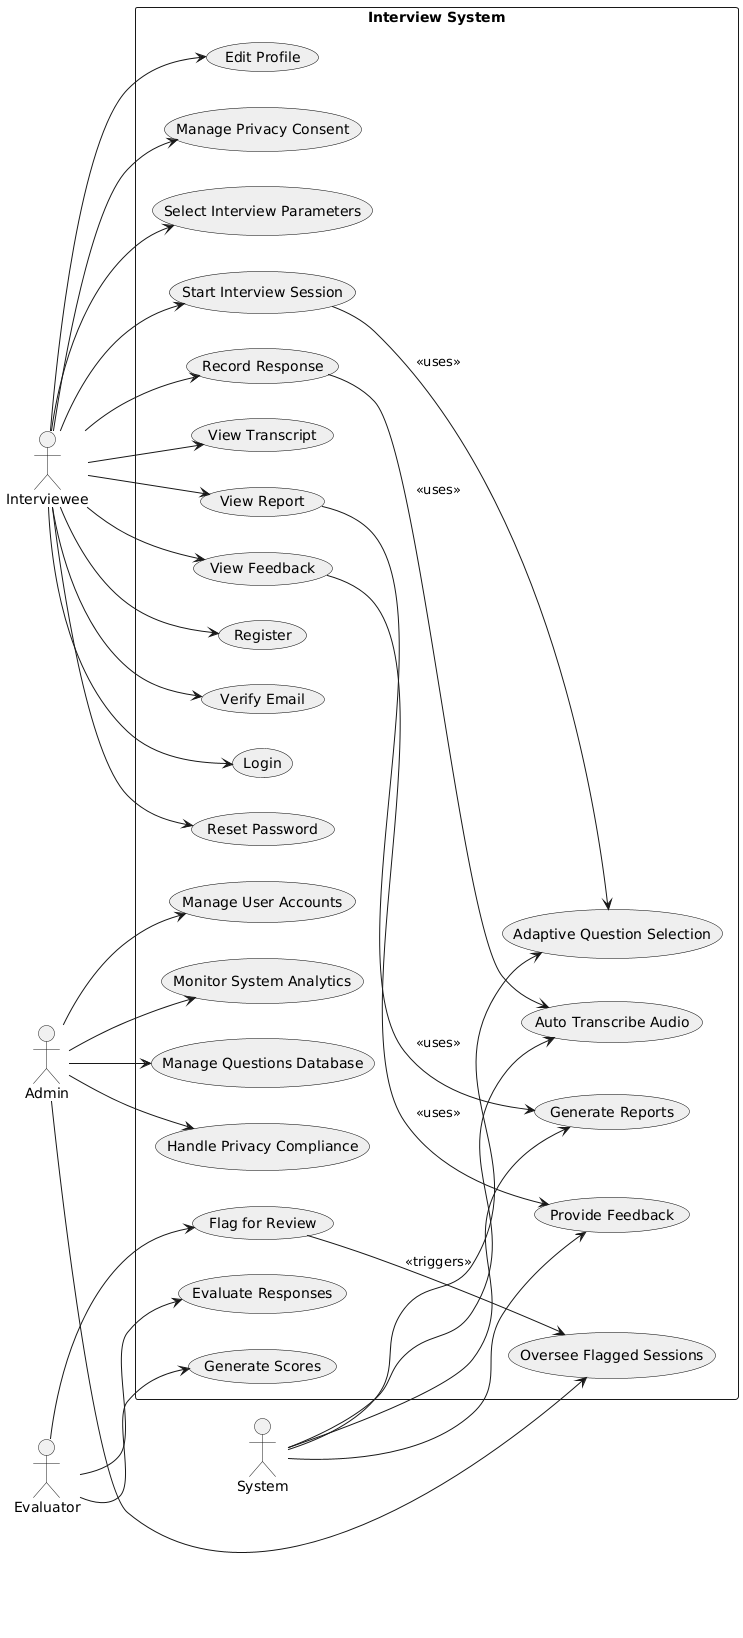 Interview System
Edit Profile
Manage Privacy Consent
Select Interview Parameters
Start Interview Session
«uses»
Record Response
View Transcript
Interviewee
«uses»
View Report
View Feedback
Register
Verify Email
Login
Reset Password
Manage User Accounts
Adaptive Question Selection
Monitor System Analytics
Auto Transcribe Audio
«uses»
Manage Questions Database
Admin
Generate Reports
«uses»
Handle Privacy Compliance
Flag for Review
Provide Feedback
«triggers»
Evaluate Responses
Oversee Flagged Sessions
Generate Scores
System
Evaluator